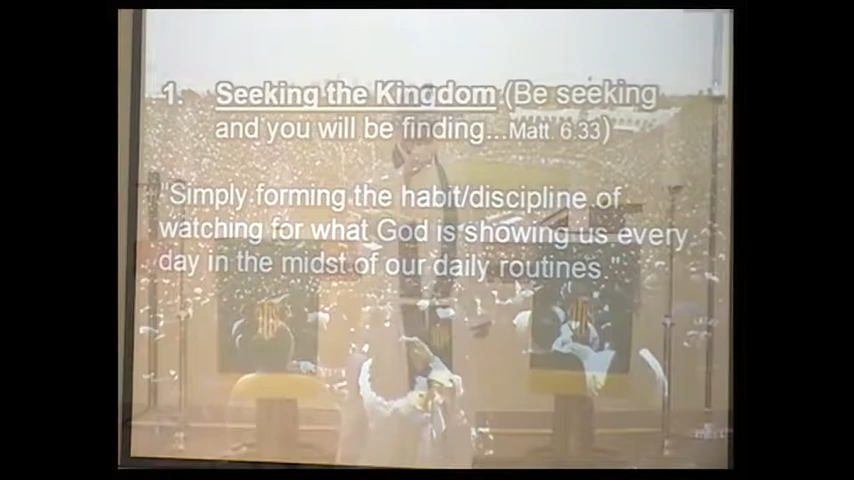 1. Seeking the Kingdom (Be seeking
and you will be finding...Matt. 6.33)
"Simply forming the habit/discipline of
watching for what God is showing us every
day in the midst of our daily routines."